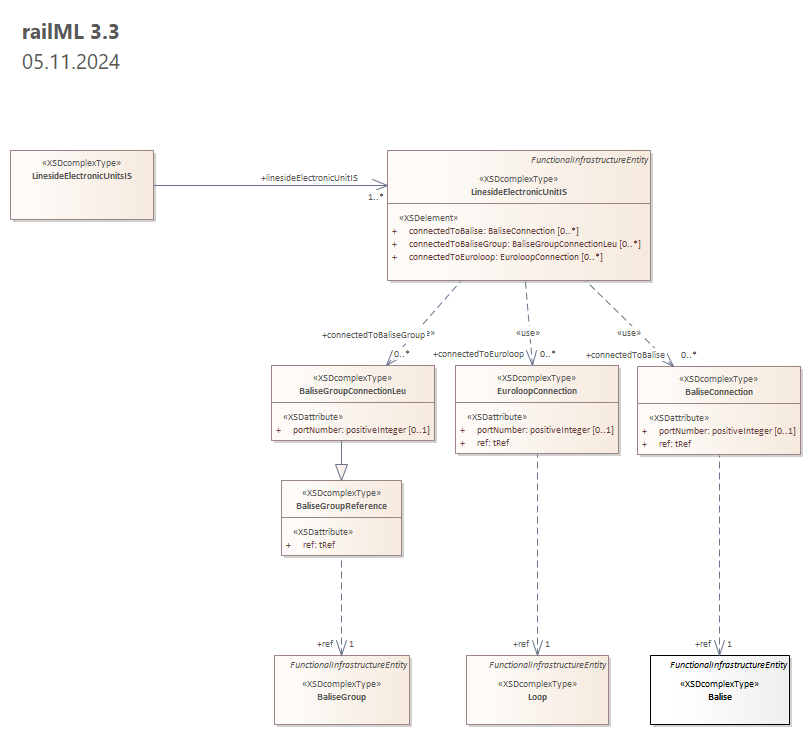 railML 3.3
05.11.2024
«XSDcomplexType»
LinesideElectronicUnitsIS
+linesideElectronicUnitIS
1..*
FunctionalInfrastructureEntity
«XSDcomplexType»
LinesideElectronicUnitIS
«XSDelement»
+ connectedToBalise: BaliseConnection [0..*]
+ connectedToBaliseGroup: BaliseGroupConnectionLeu [0..*]
+ connectedToEuroloop: EuroloopConnection [0..*]
+connectedToBaliseGroup
0..*
«use»
+connectedToEuroloop
0..*
«use»
+connectedToBalise
0..*
«XSDcomplexType»
BaliseGroupConnectionLeu
«XSDattribute»
+ portNumber: positiveInteger [0..1]
«XSDcomplexType»
EuroloopConnection
«XSDattribute»
+ portNumber: positiveInteger [0..1]
+ ref: tRef
«XSDcomplexType»
BaliseConnection
«XSDattribute»
+ portNumber: positiveInteger [0..1]
+ ref: tRef
«XSDcomplexType»
BaliseGroupReference
«XSDattribute»
+ ref: tRef
+ref 1
+ref 1
+ref 1
FunctionalInfrastructureEntity
«XSDcomplexType»
BaliseGroup
FunctionalInfrastructureEntity
«XSDcomplexType»
Loop
FunctionalInfrastructureEntity
«XSDcomplexType»
Balise